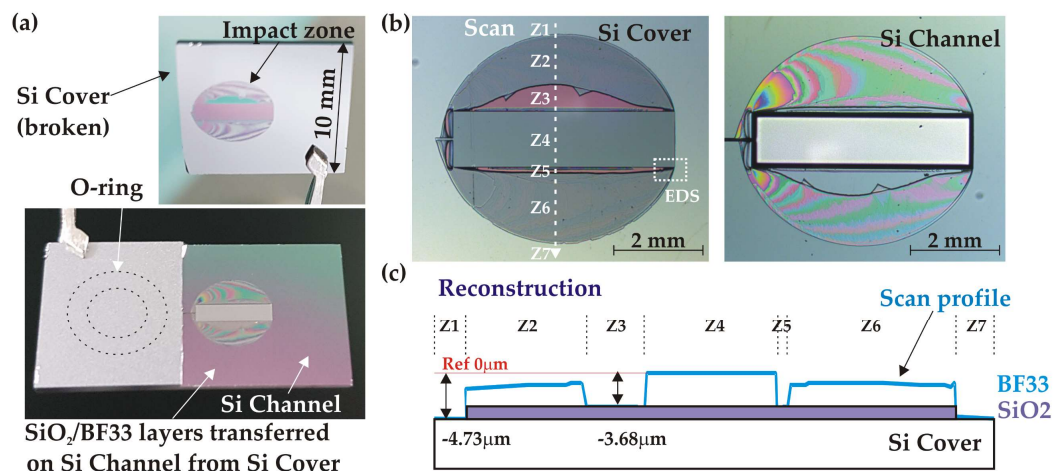 (a)
Impact zone
Si Cover
(broken)
10 mm
O-ring
Si Channel
SiO₂/BF33 layers transferred
on Si Channel from Si Cover
(b)
Scan
Z1
Si Cover
Z2
Z3
Z4
Z5
Z6
Z7
EDS
2 mm
Si Channel
2 mm
(c)
Reconstruction
Scan profile
Z1 Z2 Z3 Z4 Z5 Z6 Z7
Ref 0µm
BF33
SiO2
-4.73µm
-3.68µm
Si Cover